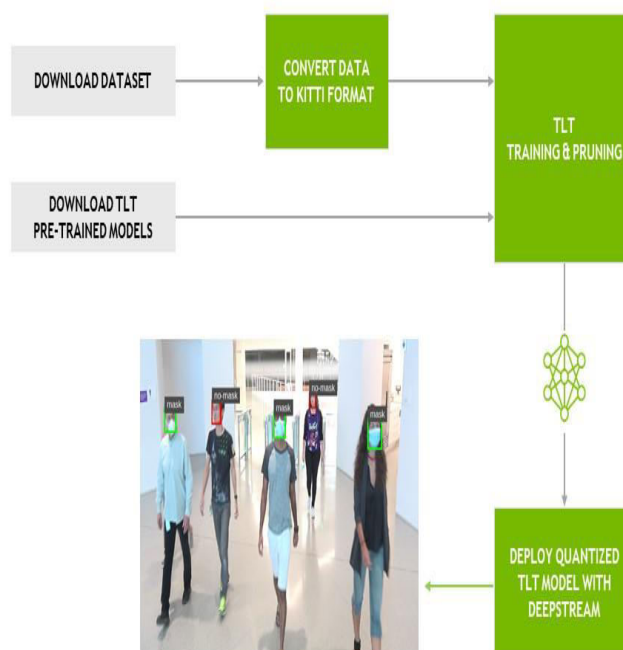 DOWNLOAD DATASET
CONVERT DATA
TO KITTI FORMAT
TLT
TRAINING & PRUNING
DOWNLOAD TLT
PRE-TRAINED MODELS
mask
no-mask
mask
no-mask
mask
DEPLOY QUANTIZED
TLT MODEL WITH
DEEPSTREAM